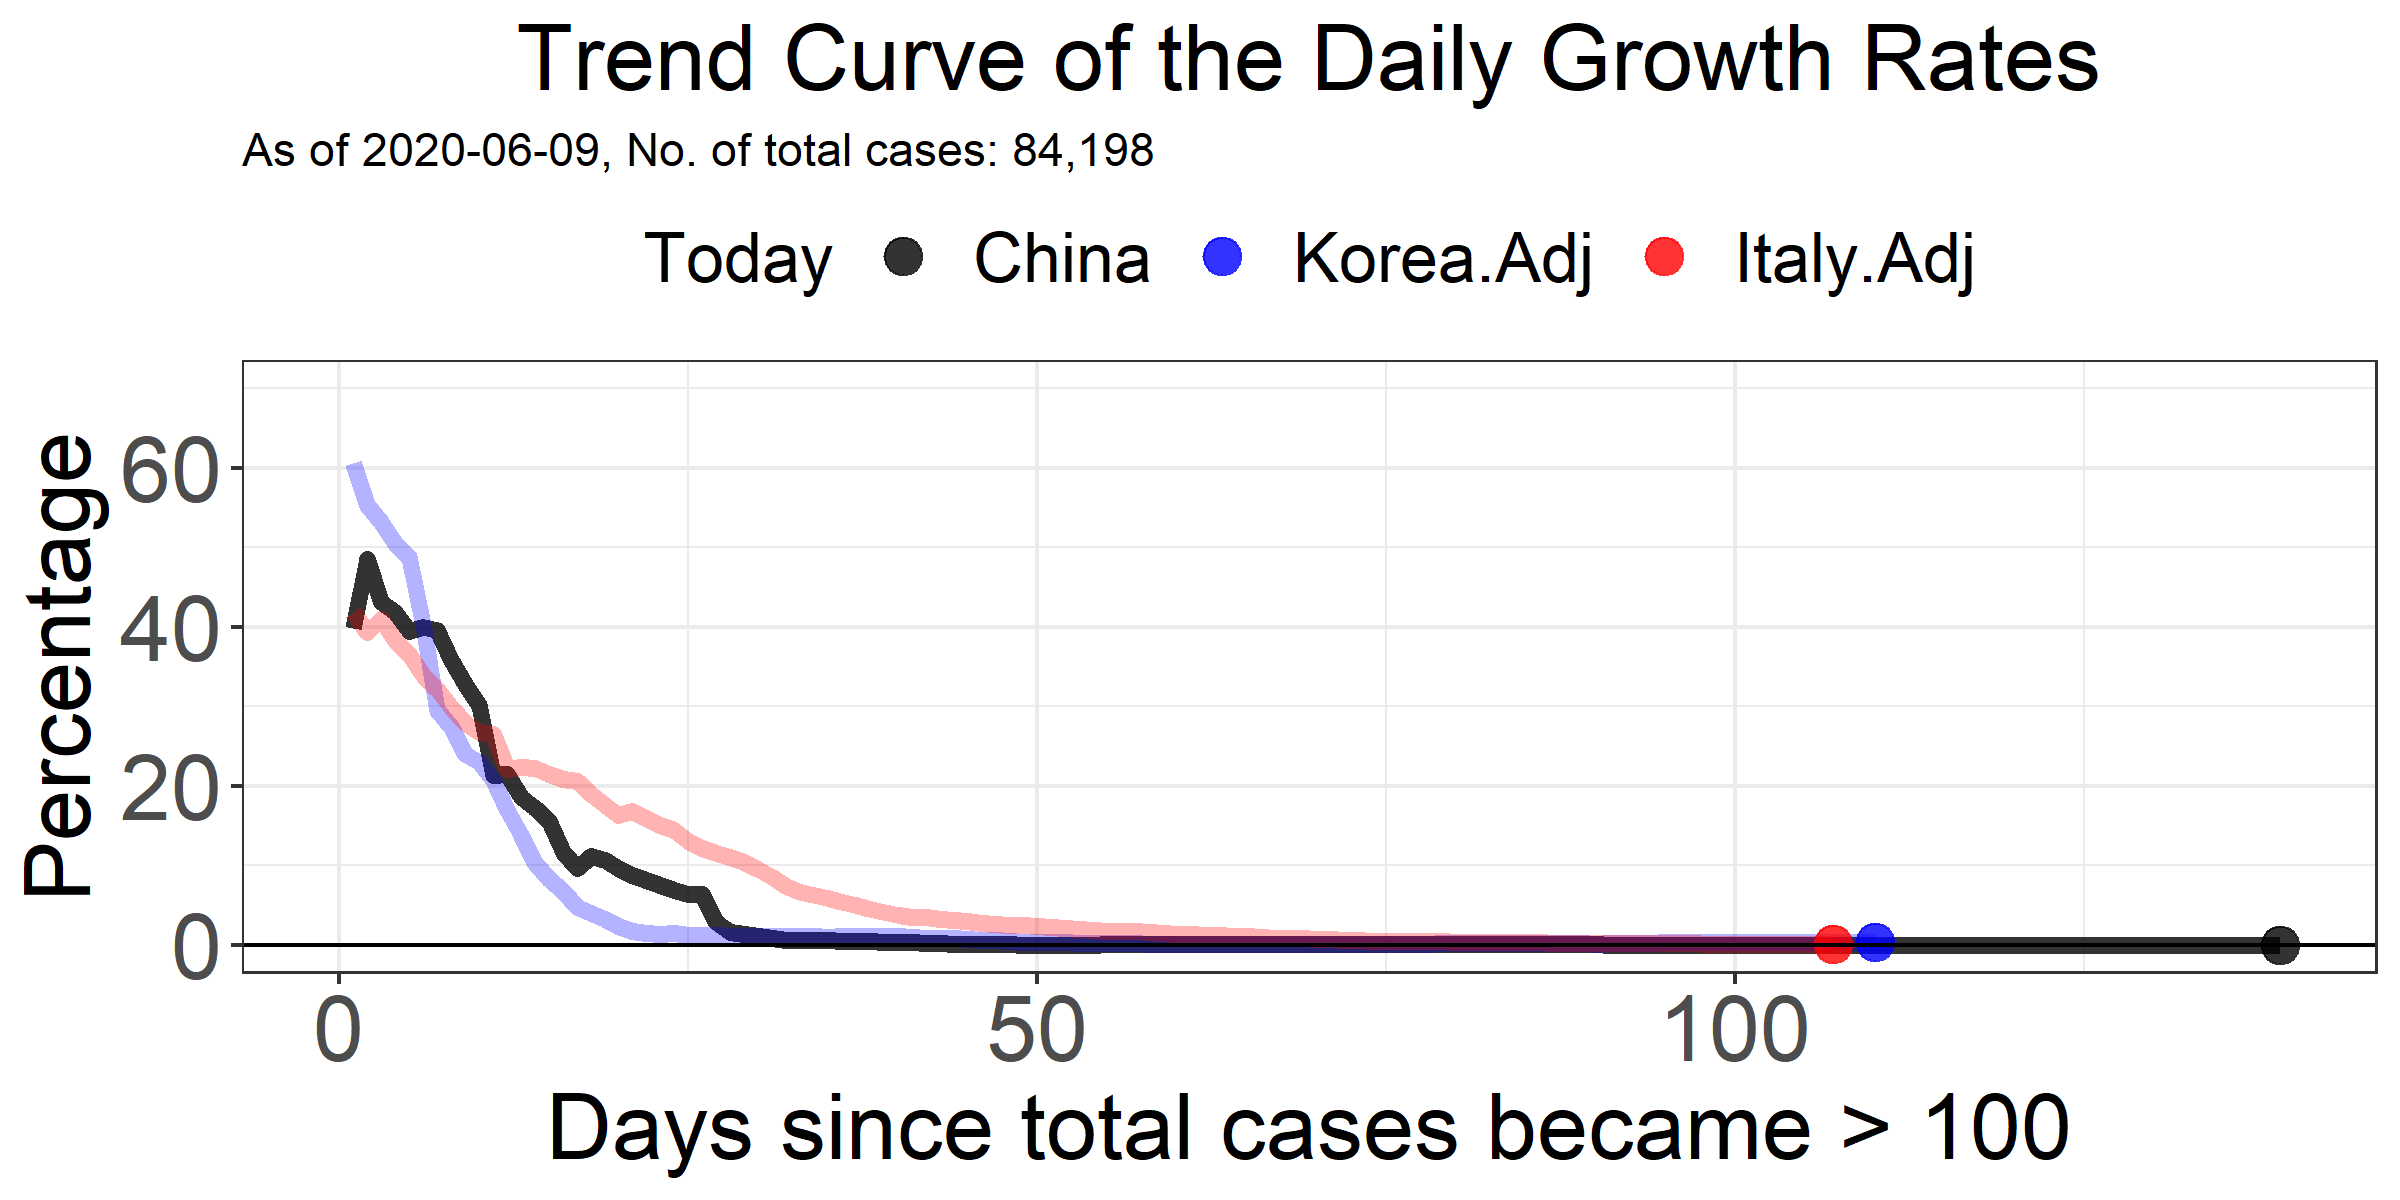 Trend Curve of the Daily Growth Rates
As of 2020-06-09, No. of total cases: 84,198
Today China Korea.Adj Italy.Adj
Percentage
60
40
20
0
0 50 100
Days since total cases became > 100